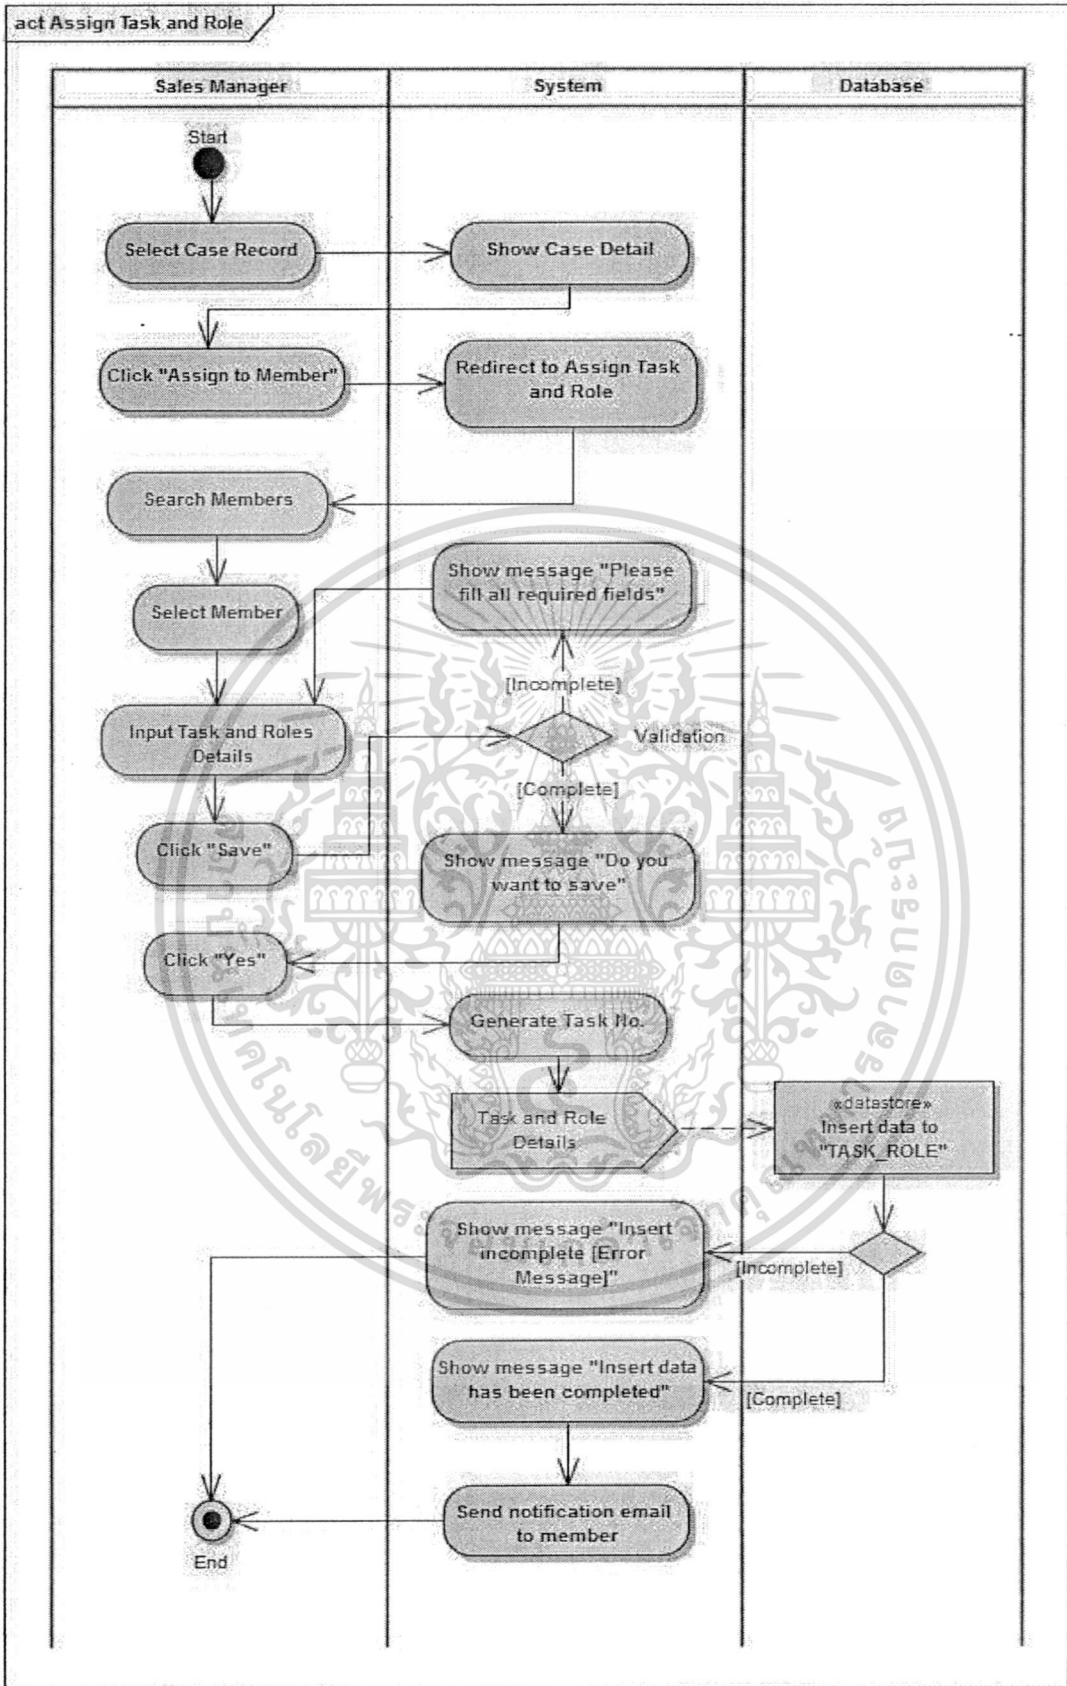 act Assign Task and Role
Sales Manager
System
Database
Start
Select Case Record
Show Case Detail
Click "Assign to Member"
Redirect to Assign Task
and Role
Search Members
Show message "Please
fill all required fields"
Select Member
[Incomplete]
Input Task and Roles
Details
Validation
[Complete]
Click "Save"
Show message "Do you
want to save"
Click "Yes"
Generate Task No.
Task and Role
Details
«datastore»
Insert data to
"TASK_ROLE"
Show message "Insert
incomplete [Error
Message]"
[Incomplete]
Show message "Insert data
has been completed"
[Complete]
Send notification email
to member
End